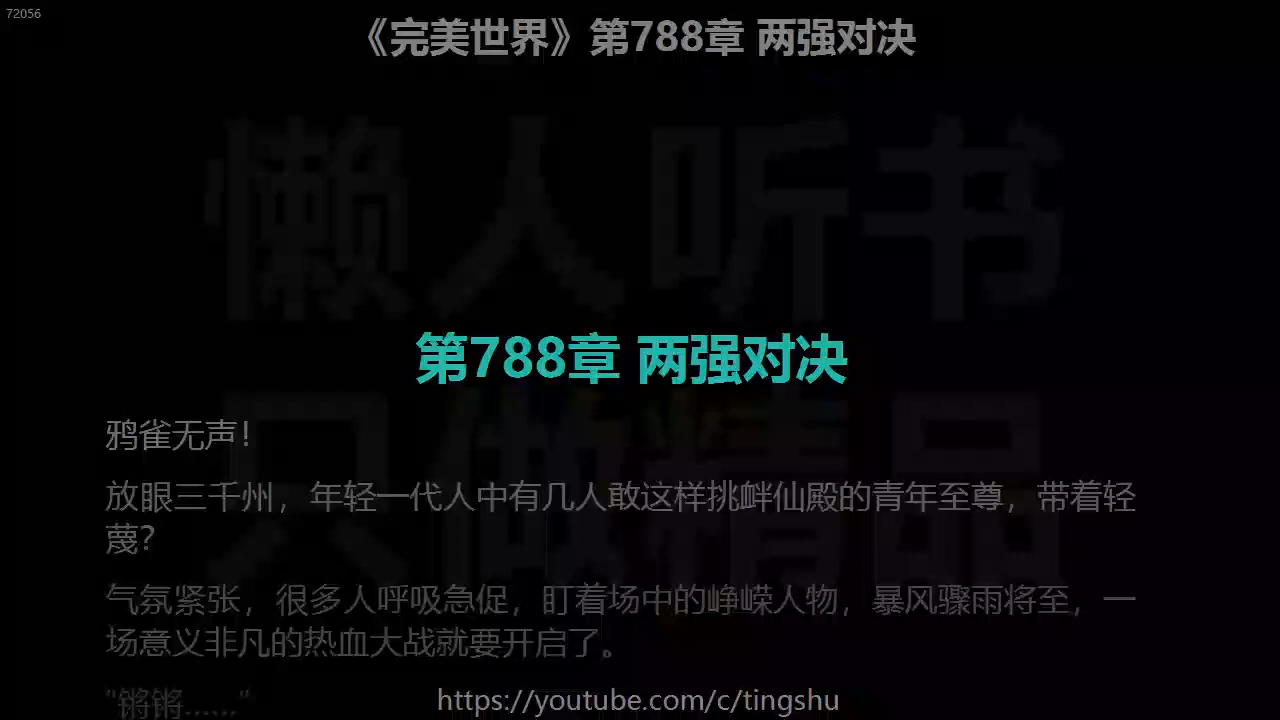 72056
《完美世界》第788章 两强对决
懒人听书
第788章 两强对决
只做精品
鸦雀无声！
放眼三千州，年轻一代人中有几人敢这样挑衅仙殿的青年至尊，带着轻
蔑？
气氛紧张，很多人呼吸急促，盯着场中的峥嵘人物，暴风骤雨将至，一
场意义非凡的热血大战就要开启了。
"锵锵……"
https://youtube.com/c/tingshu